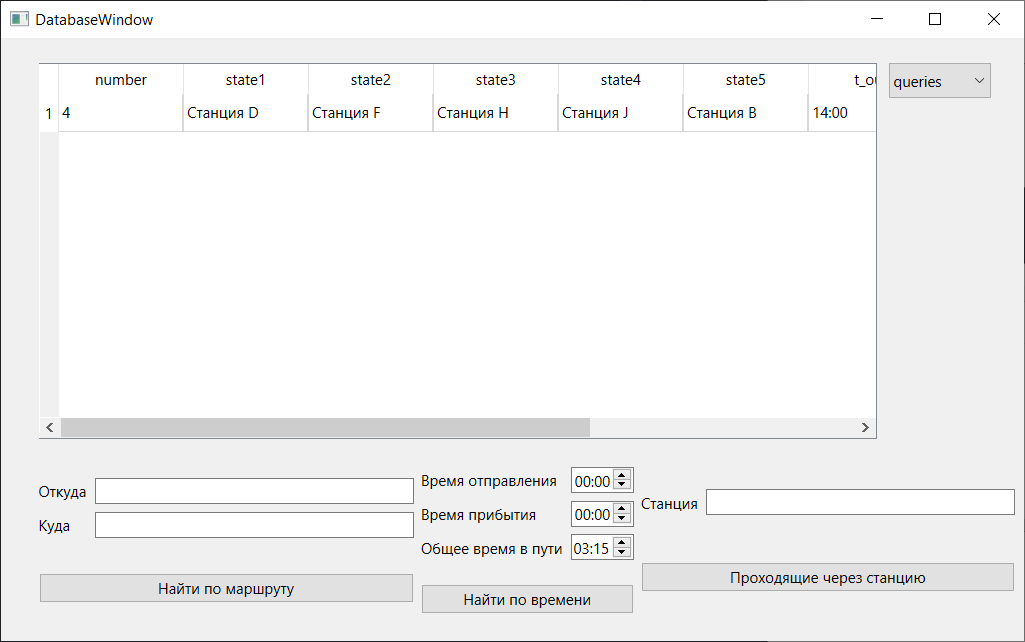 DatabaseWindow
number state1 state2 state3 state4 state5 t_ou
queries
1 4 Станция D Станция F Станция H Станция J Станция B 14:00
Откуда
Куда
Найти по маршруту
Время отправления 00:00
Время прибытия 00:00
Общее время в пути 03:15
Найти по времени
Станция
Проходящие через станцию